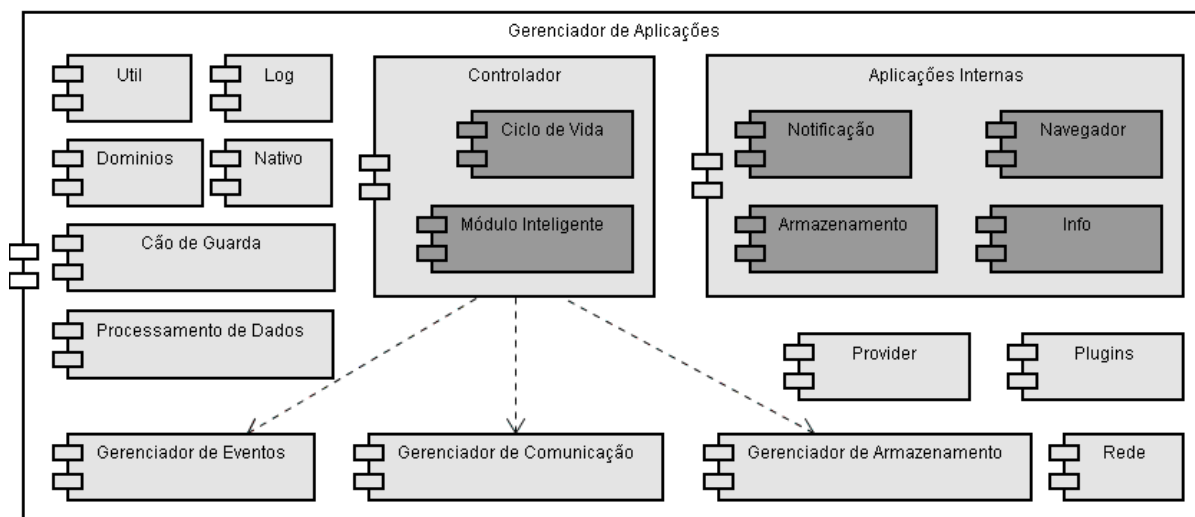 Gerenciador de Aplicações
Util
Log
Controlador
Aplicações Internas
Ciclo de Vida
Notificação
Navegador
Dominios
Nativo
Módulo Inteligente
Armazenamento
Info
Cão de Guarda
Processamento de Dados
Provider
Plugins
Gerenciador de Eventos
Gerenciador de Comunicação
Gerenciador de Armazenamento
Rede